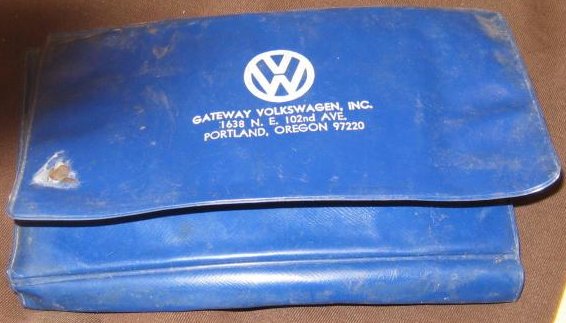 GATEWAY VOLKSWAGEN, INC.
1638 N. E. 102nd AVE.
PORTLAND, OREGON 97220